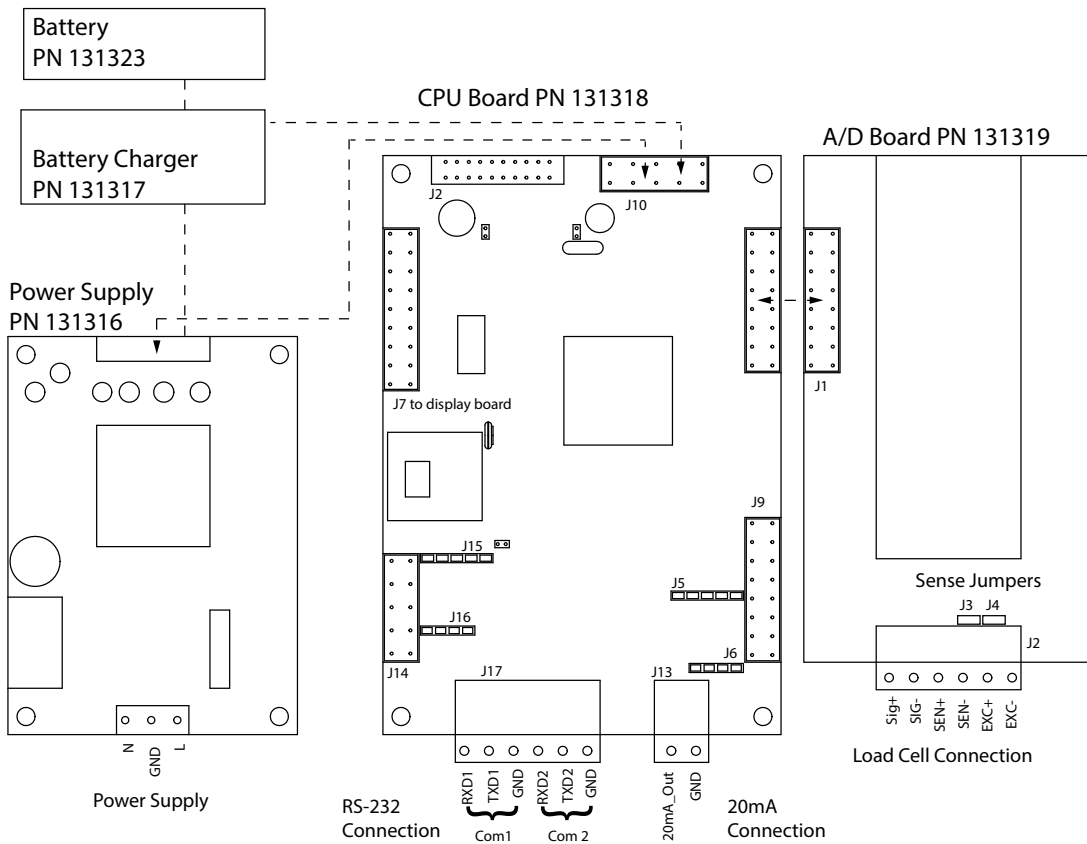 Battery
PN 131323
CPU Board PN 131318
A/D Board PN 131319
Battery Charger
PN 131317
J2
J10
Power Supply
PN 131316
J1
J7 to display board
J9
J15
J5
Sense Jumpers
J3
J4
J16
J6
J2
J14
J17
J13
Sig+
SIG-
SEN+
SEN-
EXC+
EXC-
Load Cell Connection
N
GND
L
Power Supply
RXD1
TXD1
GND
RXD2
TXD2
GND
20mA_Out
GND
RS-232
Connection
Com1
Com 2
20mA
Connection